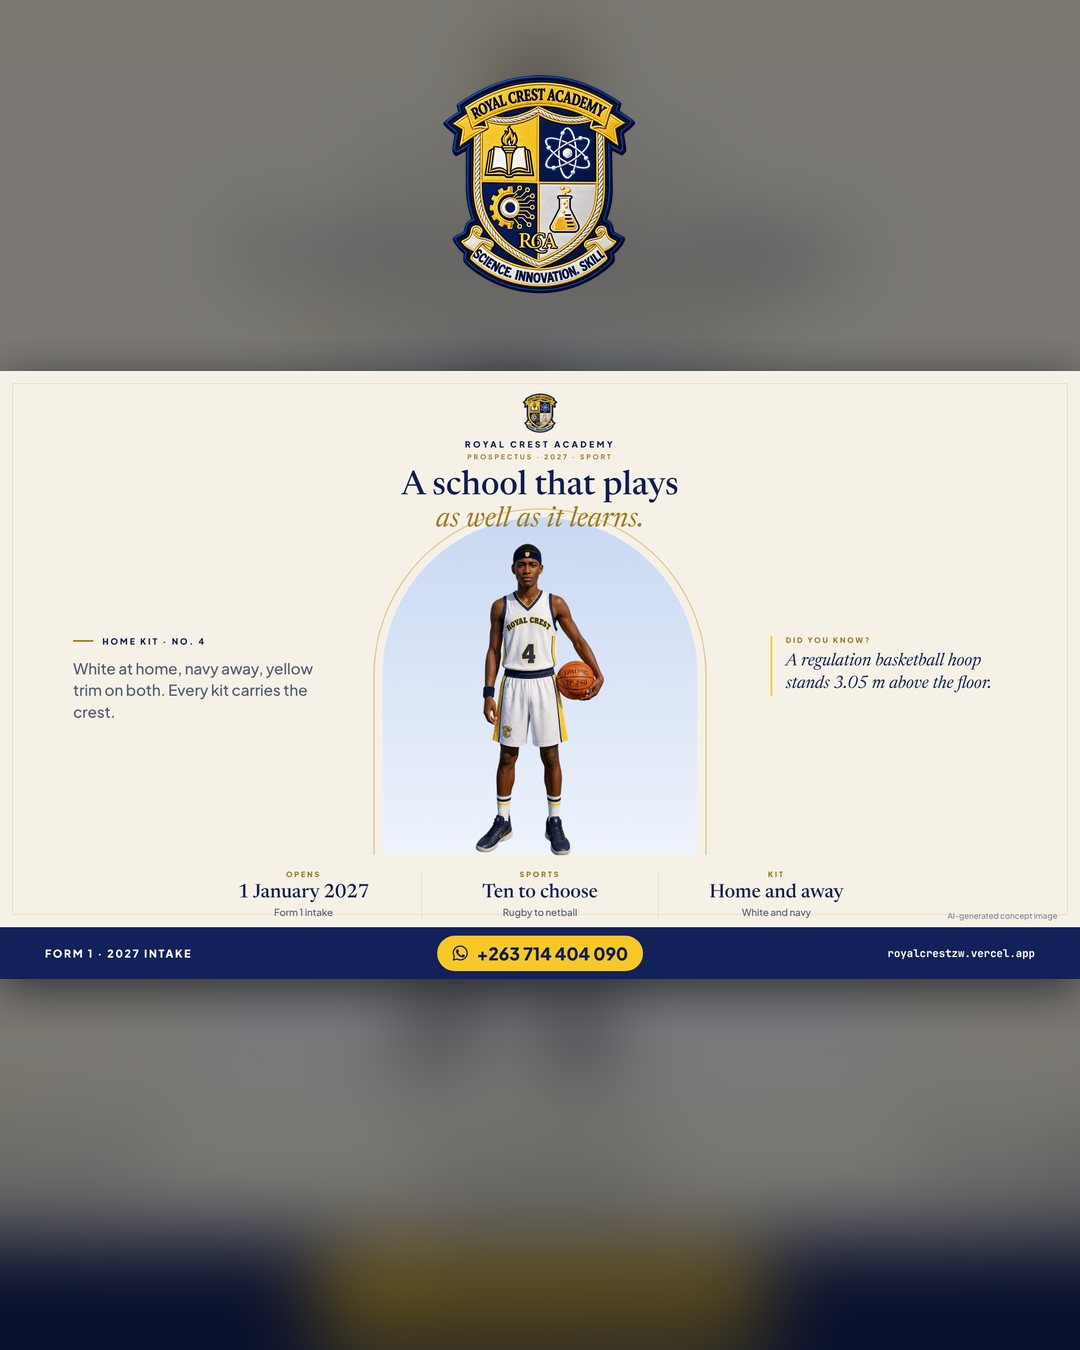 ROYAL CREST ACADEMY
RCA
SCIENCE. INNOVATION. SKILL
ROYAL CREST ACADEMY
PROSPECTUS · 2027 · SPORT
A school that plays
as well as it learns.
HOME KIT · NO. 4
White at home, navy away, yellow
trim on both. Every kit carries the
crest.
ROYAL CREST
4
SPALDING
TF-250
DID YOU KNOW?
A regulation basketball hoop
stands 3.05 m above the floor.
OPENS
1 January 2027
Form 1 intake
SPORTS
Ten to choose
Rugby to netball
KIT
Home and away
White and navy
AI-generated concept image
FORM 1 · 2027 INTAKE
+263 714 404 090
royalcrestzw.vercel.app